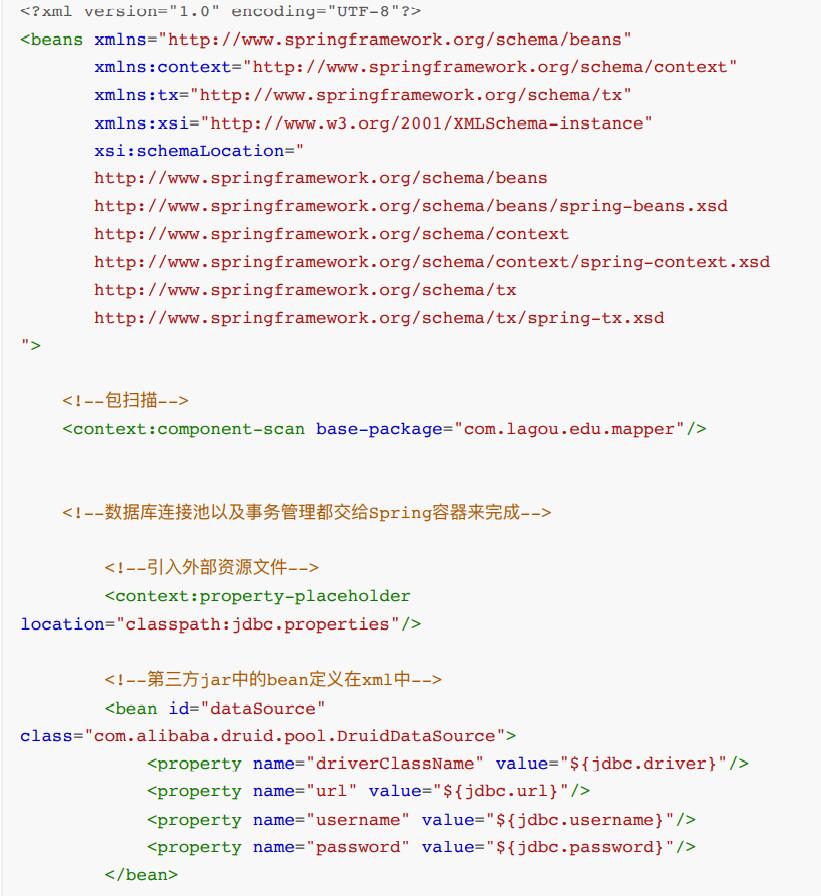 <?xml version="1.0" encoding="UTF-8"?>
<beans xmlns="http://www.springframework.org/schema/beans"
xmlns:context="http://www.springframework.org/schema/context"
xmlns:tx="http://www.springframework.org/schema/tx"
xmlns:xsi="http://www.w3.org/2001/XMLSchema-instance"
xsi:schemaLocation="
http://www.springframework.org/schema/beans
http://www.springframework.org/schema/beans/spring-beans.xsd
http://www.springframework.org/schema/context
http://www.springframework.org/schema/context/spring-context.xsd
http://www.springframework.org/schema/tx
http://www.springframework.org/schema/tx/spring-tx.xsd
">
<!--包扫描-->
<context:component-scan base-package="com.lagou.edu.mapper"/>
<!--数据库连接池以及事务管理都交给Spring容器来完成-->
<!--引入外部资源文件-->
<context:property-placeholder
location="classpath:jdbc.properties"/>
<!--第三方jar中的bean定义在xml中-->
<bean id="dataSource"
class="com.alibaba.druid.pool.DruidDataSource">
<property name="driverClassName" value="${jdbc.driver}"/>
<property name="url" value="${jdbc.url}"/>
<property name="username" value="${jdbc.username}"/>
<property name="password" value="${jdbc.password}"/>
</bean>